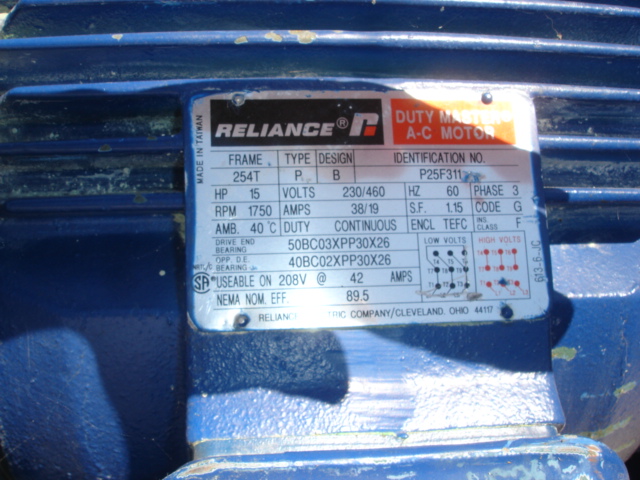 MADE IN TAIWAN
RELIANCE® DUTY MASTER®
A-C MOTOR
FRAME TYPE DESIGN IDENTIFICATION NO.
254T P B P25F311
HP 15 VOLTS 230/460 HZ 60 PHASE 3
RPM 1750 AMPS 38/19 S.F. 1.15 CODE G
AMB. 40°C DUTY CONTINUOUS ENCL TEFC INS CLASS F
DRIVE END BEARING 50BC03XPP30X26
OPP. D.E. BEARING 40BC02XPP30X26
LOW VOLTS HIGH VOLTS
USEABLE ON 208V @ 42 AMPS
NEMA NOM. EFF. 89.5
SA
613-6-JC
RELIANCE ELECTRIC COMPANY/CLEVELAND, OHIO 44117